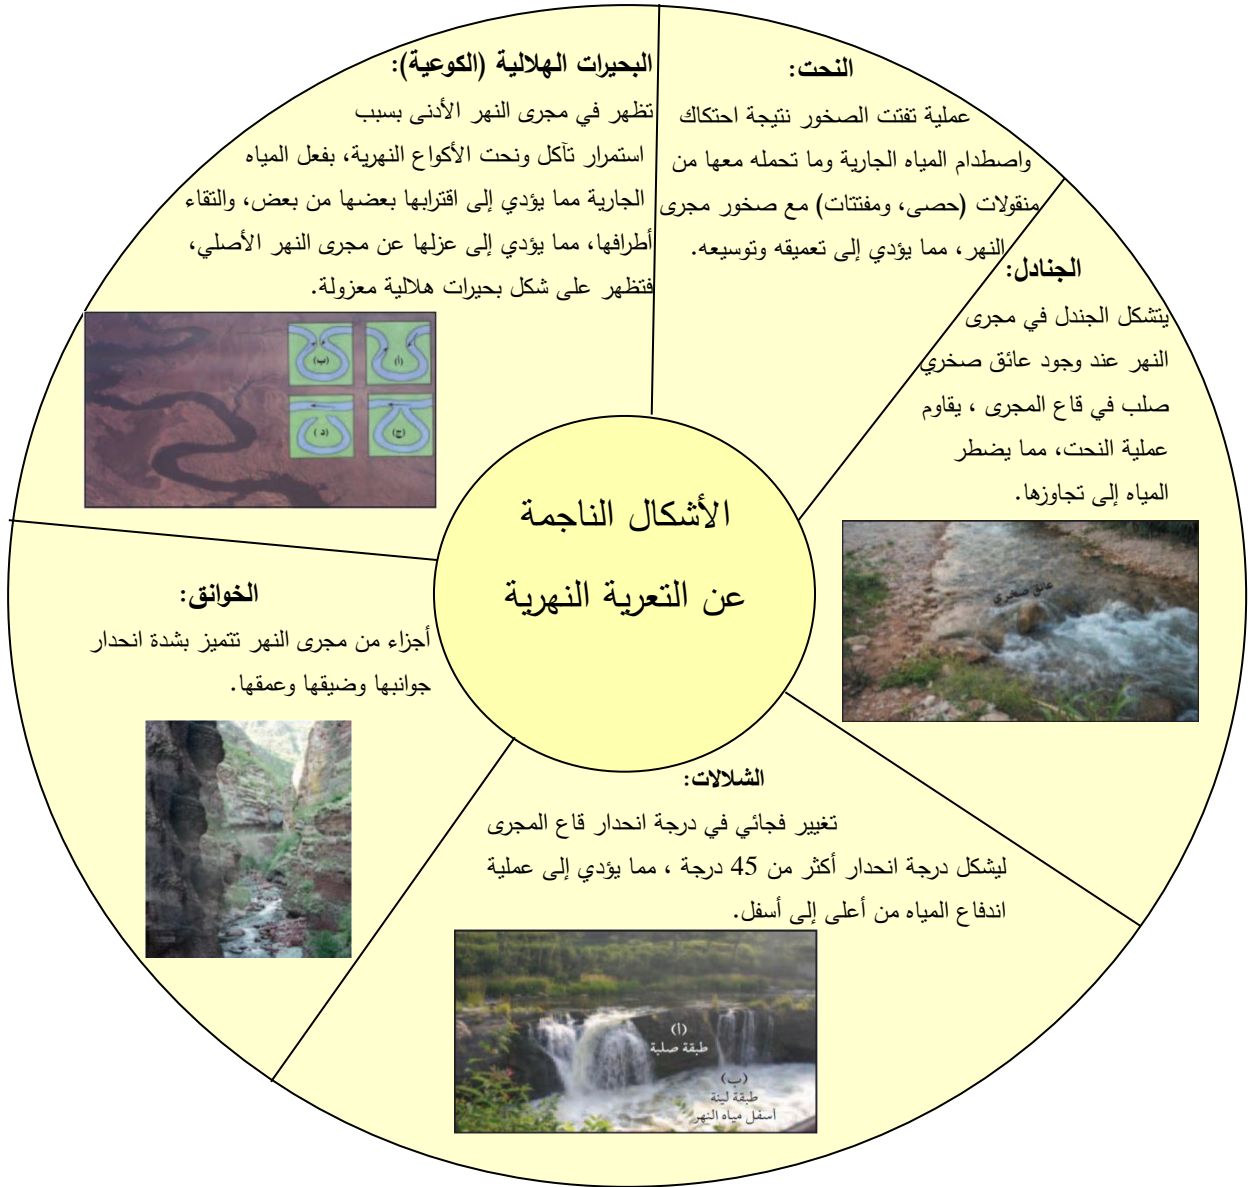 الأشكال الناجمة
عن التعرية النهرية
النحت:
عملية تفتت الصخور نتيجة احتكاك
واصطدام المياه الجارية وما تحمله معها من
منقولات (حصى، ومفتتات) مع صخور مجرى
النهر، مما يؤدي إلى تعميقه وتوسيعه.
الجنادل:
يتشكل الجندل في مجرى
النهر عند وجود عائق صخري
صلب في قاع المجرى ، يقاوم
عملية النحت، مما يضطر
المياه إلى تجاوزها.
عائق صخري
الشلالات:
تغيير فجائي في درجة انحدار قاع المجرى
ليشكل درجة انحدار أكثر من 45 درجة ، مما يؤدي إلى عملية
اندفاع المياه من أعلى إلى أسفل.
(أ)
طبقة صلبة
(ب)
طبقة لينة
أسفل مياه النهر
الخوانق:
أجزاء من مجرى النهر تتميز بشدة انحدار
جوانبها وضيقها وعمقها.
البحيرات الهلالية (الكوعية):
تظهر في مجرى النهر الأدنى بسبب
استمرار تآكل ونحت الأكواع النهرية، بفعل المياه
الجارية مما يؤدي إلى اقترابها بعضها من بعض، والتقاء
أطرافها، مما يؤدي إلى عزلها عن مجرى النهر الأصلي،
فتظهر على شكل بحيرات هلالية معزولة.
(أ)
(ب)
(ج)
(د)